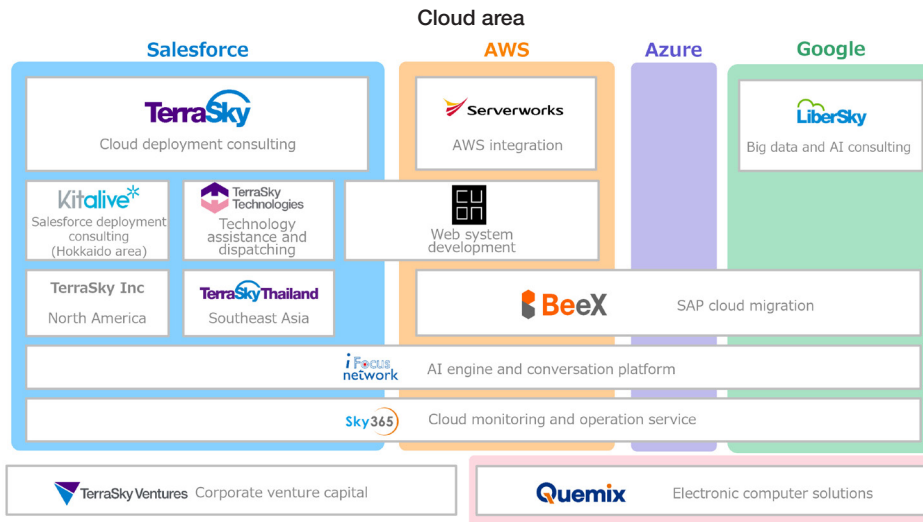 Cloud area
Salesforce
AWS
Azure
Google
TerraSky
Cloud deployment consulting
Serverworks
AWS integration
LiberSky
Big data and AI consulting
Kitalive
Salesforce deployment
consulting
(Hokkaido area)
TerraSky
Technologies
Technology
assistance and
dispatching
CUON
Web system
development
TerraSky Inc
North America
TerraSkyThailand
Southeast Asia
BeeX SAP cloud migration
i Focus
network
AI engine and conversation platform
Sky365 Cloud monitoring and operation service
TerraSky Ventures Corporate venture capital
Quemix Electronic computer solutions